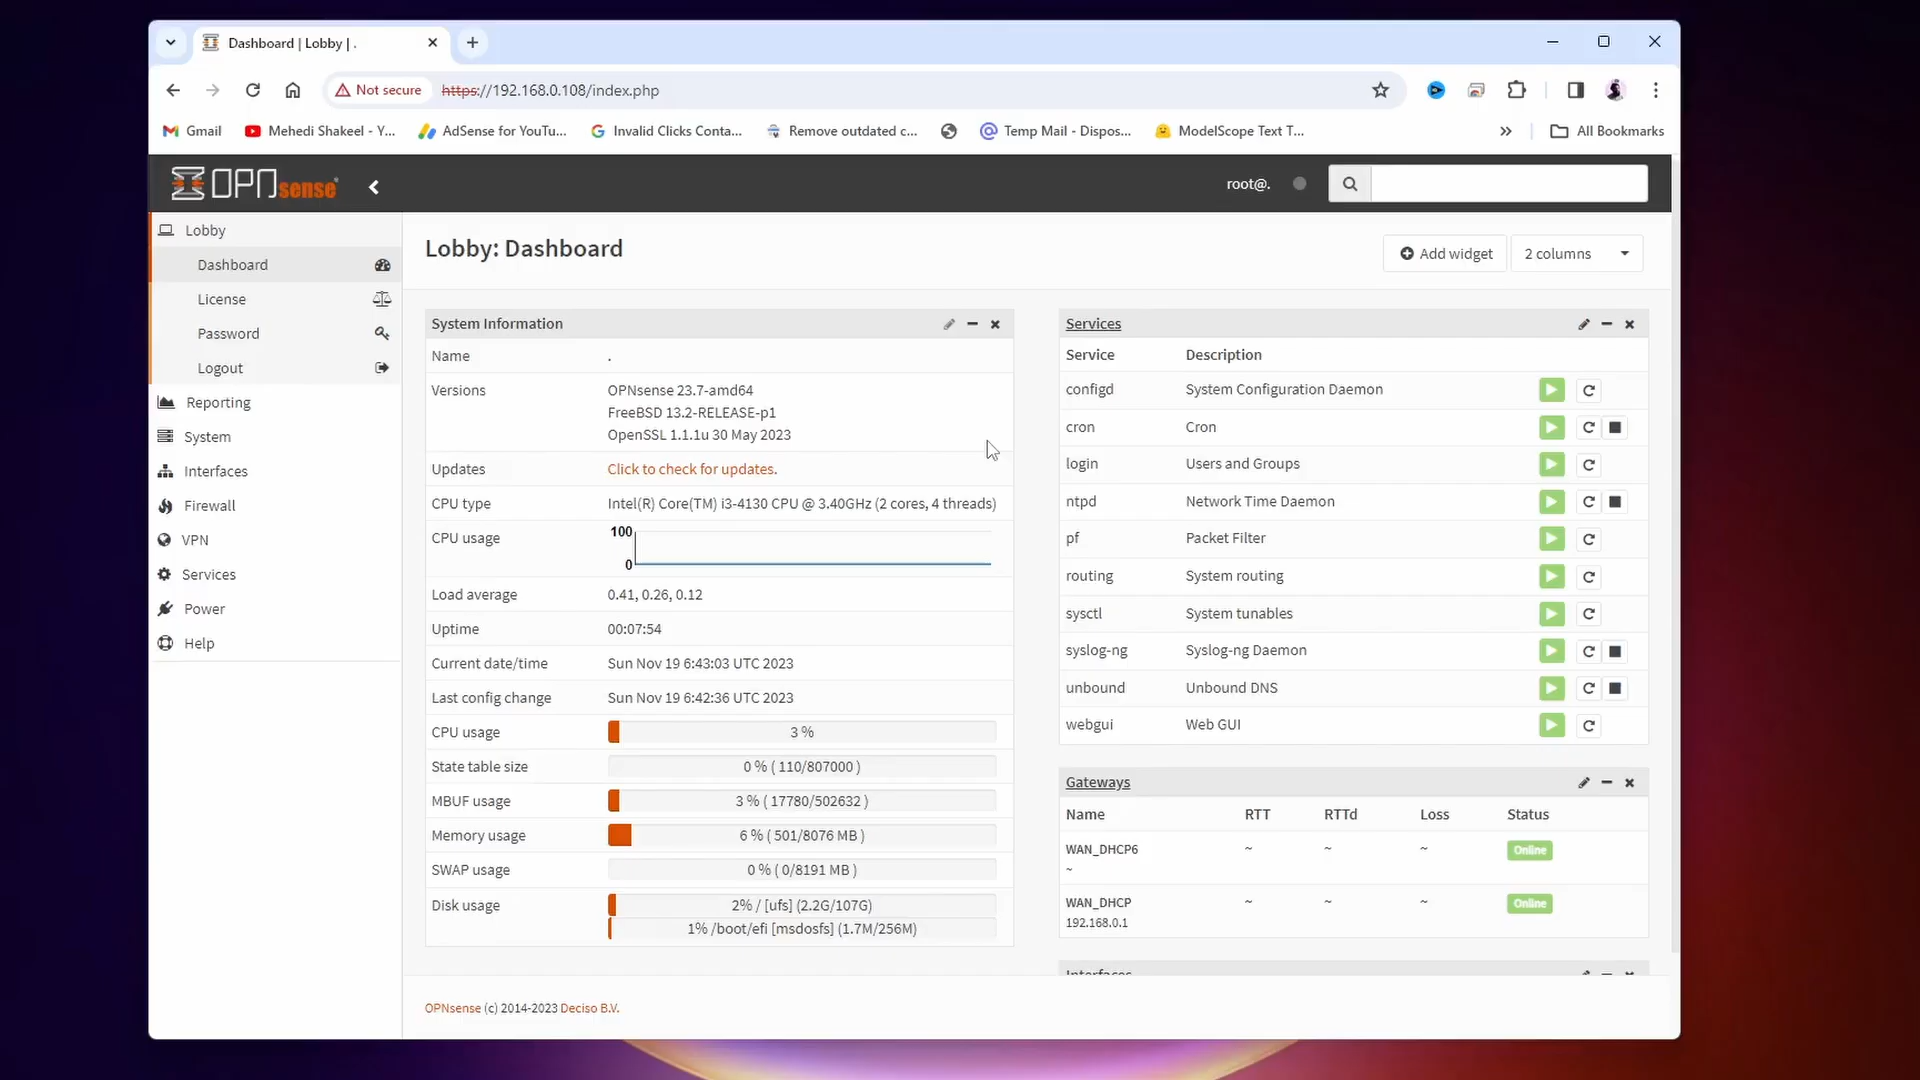 Dashboard | Lobby | .
Not secure
https://192.168.0.108/index.php
Gmail
Mehedi Shakeel - Y...
AdSense for YouTu...
Invalid Clicks Conta...
Remove outdated c...
Temp Mail - Dispos...
ModelScope Text T...
All Bookmarks
OPNsense
root@.
Lobby
Dashboard
License
Password
Logout
Reporting
System
Interfaces
Firewall
VPN
Services
Power
Help
Lobby: Dashboard
Add widget
2 columns
System Information
Name .
Versions OPNsense 23.7-amd64
FreeBSD 13.2-RELEASE-p1
OpenSSL 1.1.1u 30 May 2023
Updates Click to check for updates.
CPU type Intel(R) Core(TM) i3-4130 CPU @ 3.40GHz (2 cores, 4 threads)
CPU usage 100
0
Load average 0.41, 0.26, 0.12
Uptime 00:07:54
Current date/time Sun Nov 19 6:43:03 UTC 2023
Last config change Sun Nov 19 6:42:36 UTC 2023
CPU usage 3 %
State table size 0 % ( 110/807000 )
MBUF usage 3 % ( 17780/502632 )
Memory usage 6 % ( 501/8076 MB )
SWAP usage 0 % ( 0/8191 MB )
Disk usage 2% / [ufs] (2.2G/107G)
1% /boot/efi [msdosfs] (1.7M/256M)
Services
Service Description
configd System Configuration Daemon
cron Cron
login Users and Groups
ntpd Network Time Daemon
pf Packet Filter
routing System routing
sysctl System tunables
syslog-ng Syslog-ng Daemon
unbound Unbound DNS
webgui Web GUI
Gateways
Name RTT RTTd Loss Status
WAN_DHCP6 ~ ~ ~ Online
~
WAN_DHCP ~ ~ ~ Online
192.168.0.1
Interfaces
OPNsense (c) 2014-2023 Deciso B.V.